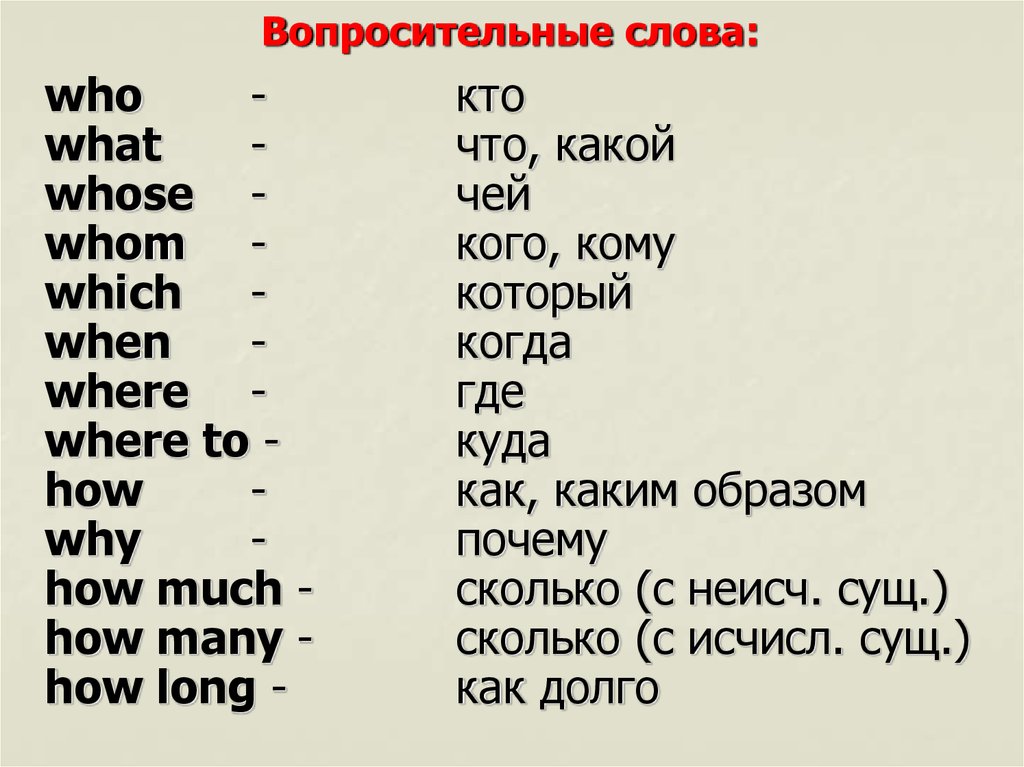 Вопросительные слова:
who - кто
what - что, какой
whose - чей
whom - кого, кому
which - который
when - когда
where - где
where to - куда
how - как, каким образом
why - почему
how much - сколько (с неисч. сущ.)
how many - сколько (с исчисл. сущ.)
how long - как долго